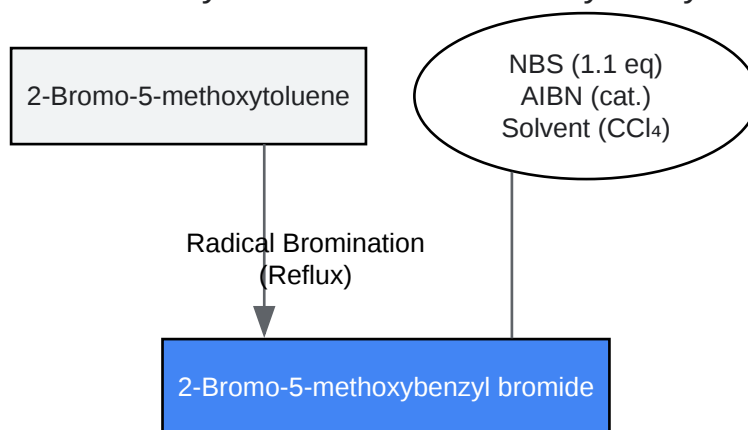 2-Bromo-5-methoxytoluene
NBS (1.1 eq)
AIBN (cat.)
Solvent (CCl₄)
Radical Bromination
(Reflux)
2-Bromo-5-methoxybenzyl bromide